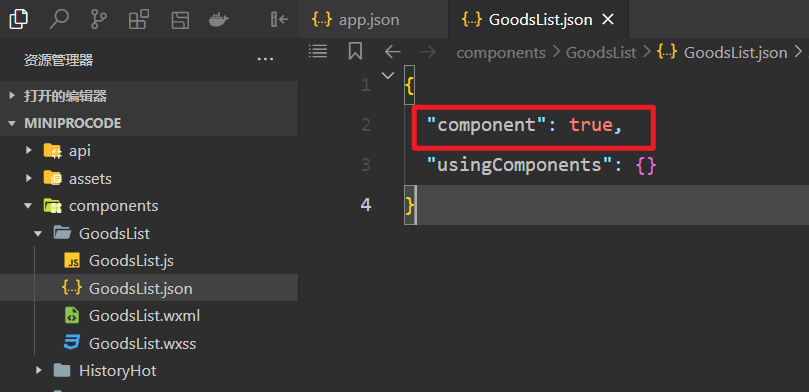 app.json
GoodsList.json
资源管理器
components > GoodsList > GoodsList.json >
打开的编辑器
MINIPROCODE
api
assets
components
GoodsList
GoodsList.js
GoodsList.json
GoodsList.wxml
GoodsList.wxss
HistoryHot
1 {
2 "component": true,
3 "usingComponents": {}
4 }